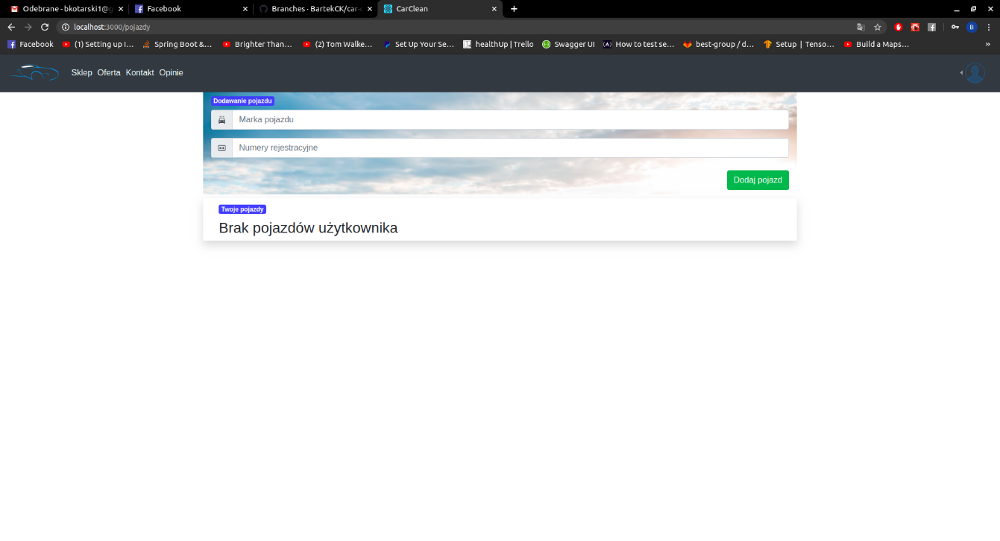 Odebrane - bkotarski1@g
Facebook
Branches · BartekCK/car-c
CarClean
localhost:3000/pojazdy
B
Facebook
(1) Setting up I…
Spring Boot &…
Brighter Than…
(2) Tom Walke…
Set Up Your Se…
healthUp | Trello
Swagger UI
How to test se…
best-group / d…
Setup | Tenso…
Build a Maps…
»
Sklep Oferta Kontakt Opinie
Dodawanie pojazdu
Marka pojazdu
Numery rejestracyjne
Dodaj pojazd
Twoje pojazdy
Brak pojazdów użytkownika